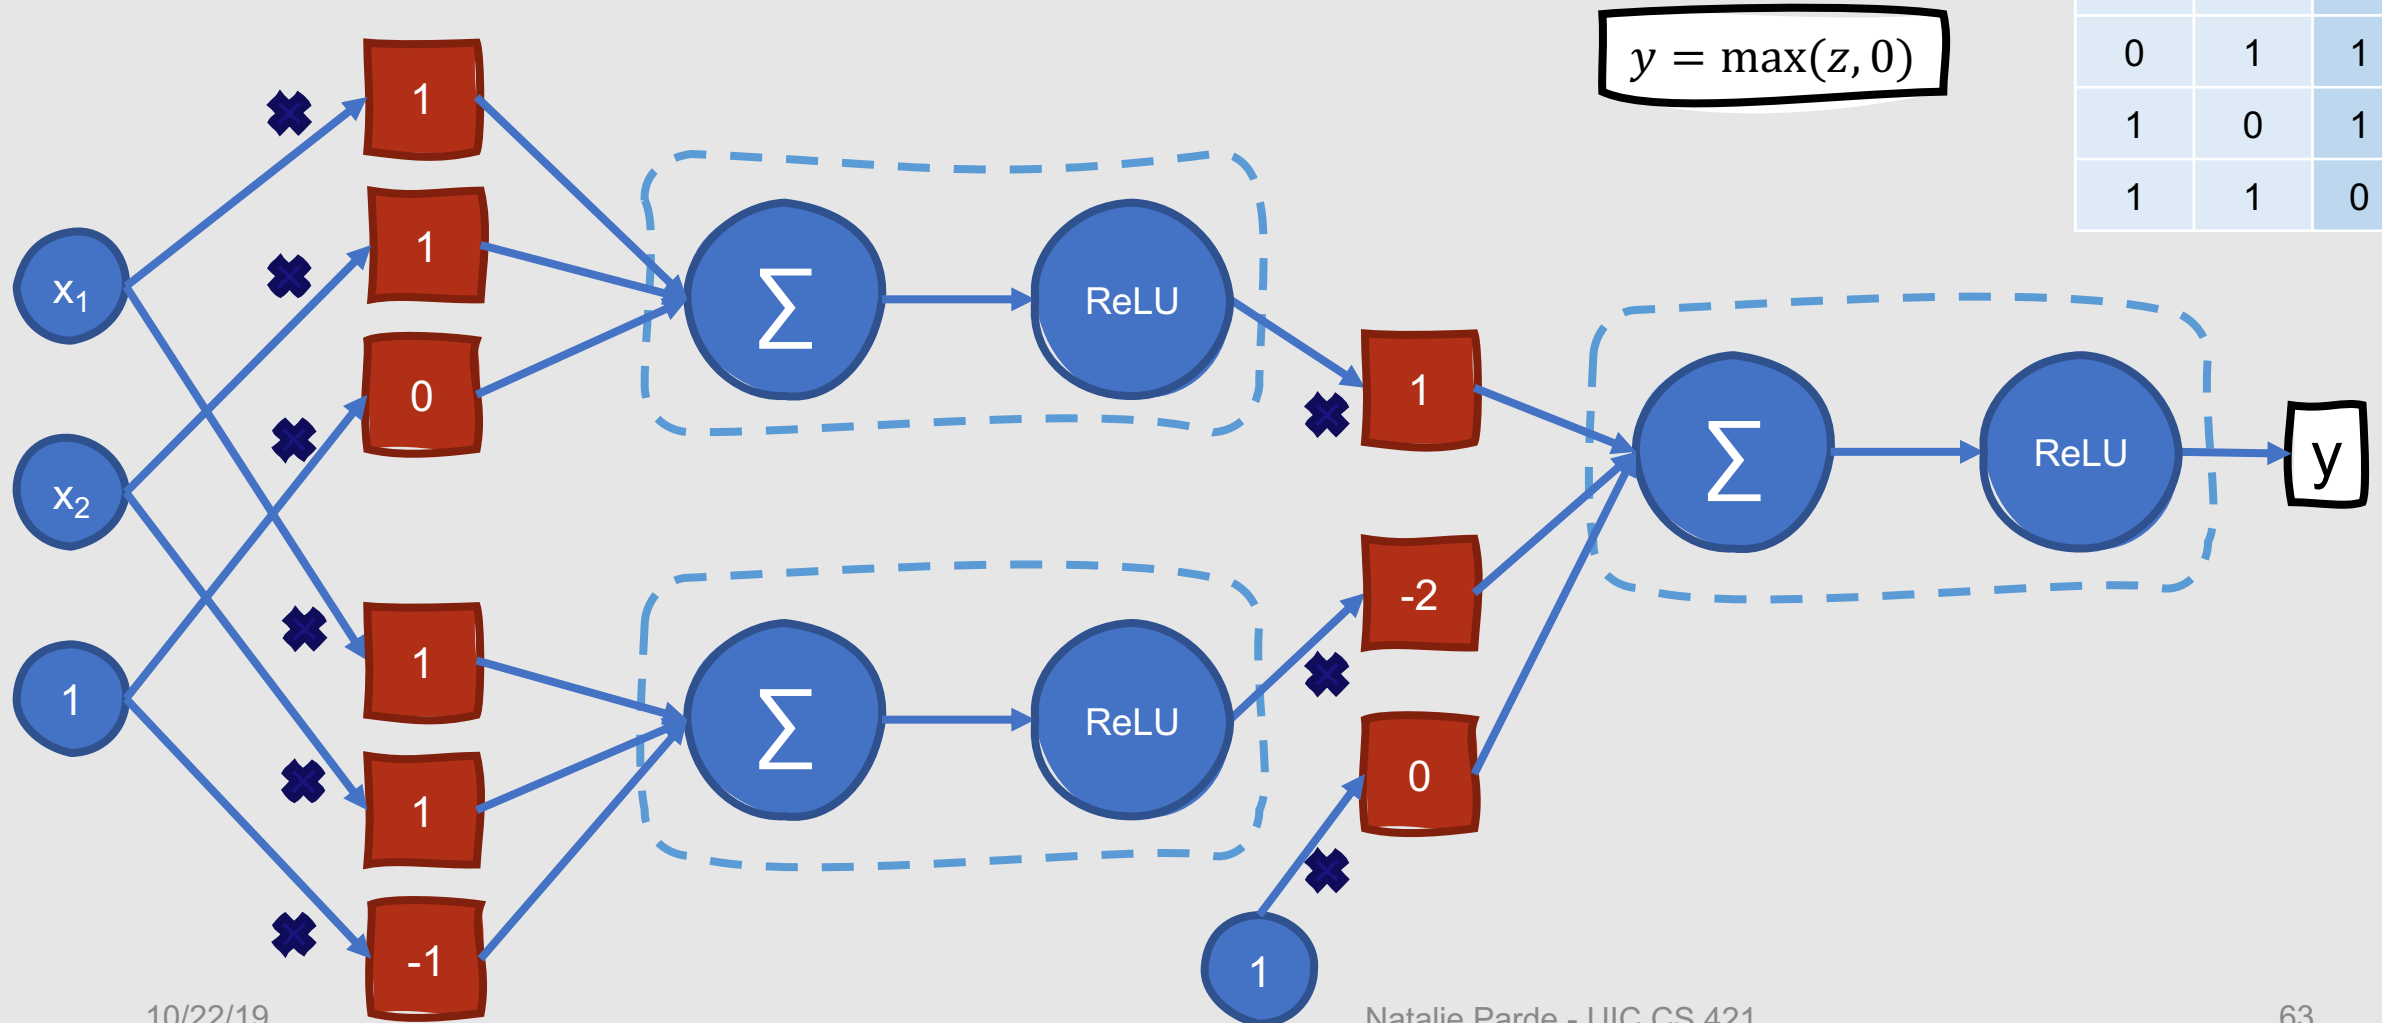 y = max(z, 0)
0 1 1
1 0 1
1 1 0
1
1
0
1
1
-1
x₁
x₂
1
∑
ReLU
∑
ReLU
1
-2
0
1
∑
ReLU
y
10/22/19
Natalie Parde - UIC CS 421
63